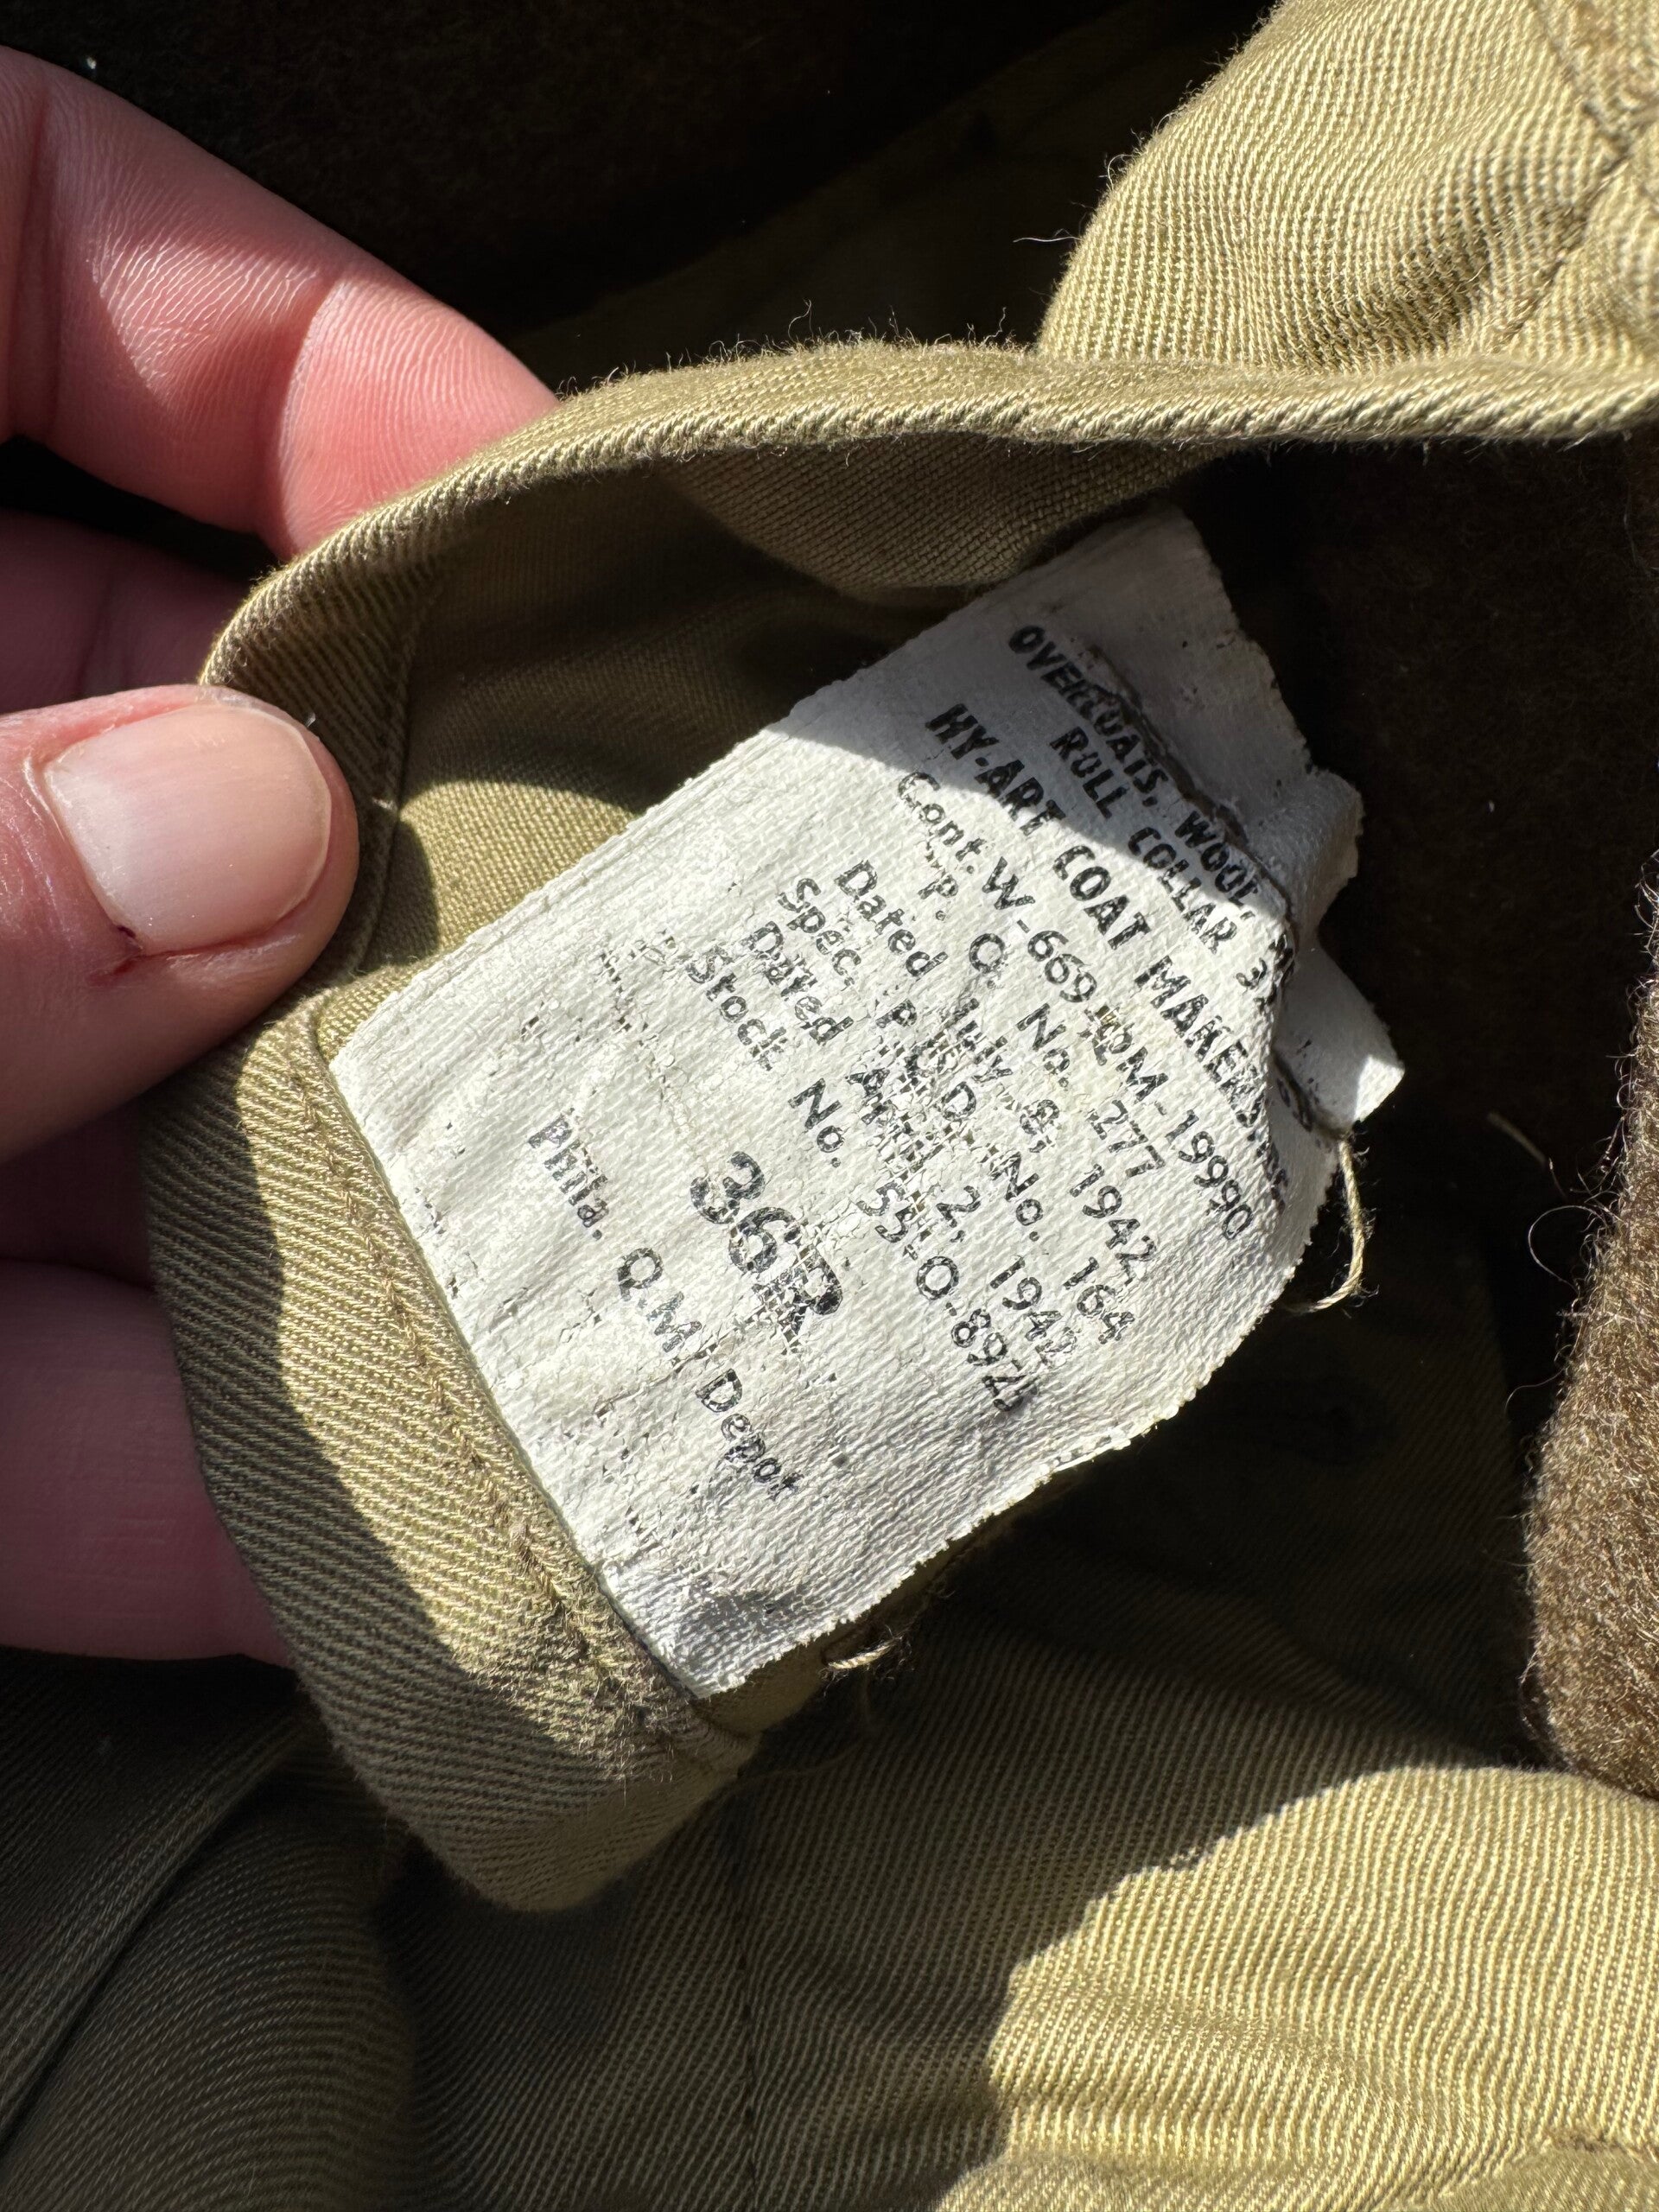 OVERCOATS, WOOL,
ROLL COLLAR
HY-ART COAT MAKERS,
Cont. W-669-QM-19990
P. O. No. 277
Dated July 8, 1942
Spec. P.Q.D. No. 164
Dated April 2, 1942
Stock No. 55-O-8971
36R
Phila. Q.M. Depot